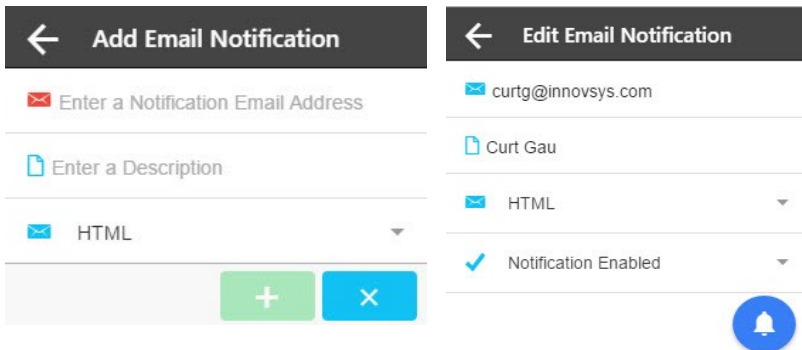 Add Email Notification
Enter a Notification Email Address
Enter a Description
HTML
Edit Email Notification
curtg@innovsys.com
Curt Gau
HTML
Notification Enabled